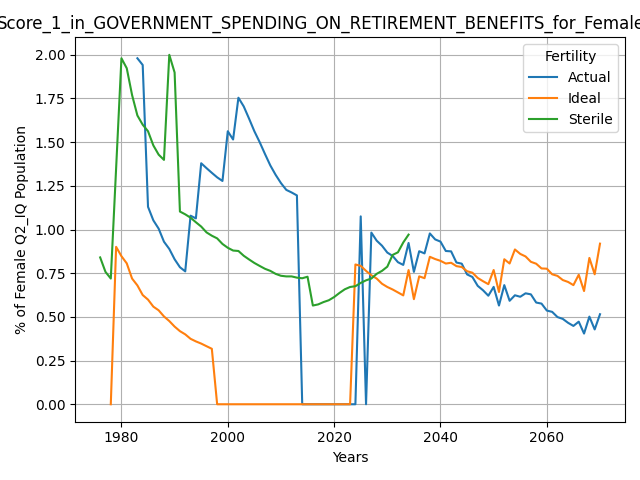 Score_1_in_GOVERNMENT_SPENDING_ON_RETIREMENT_BENEFITS_for_Female
2.00
1.75
1.50
1.25
1.00
0.75
0.50
0.25
0.00
% of Female Q2_IQ Population
Fertility
Actual
Ideal
Sterile
1980
2000
2020
2040
2060
Years